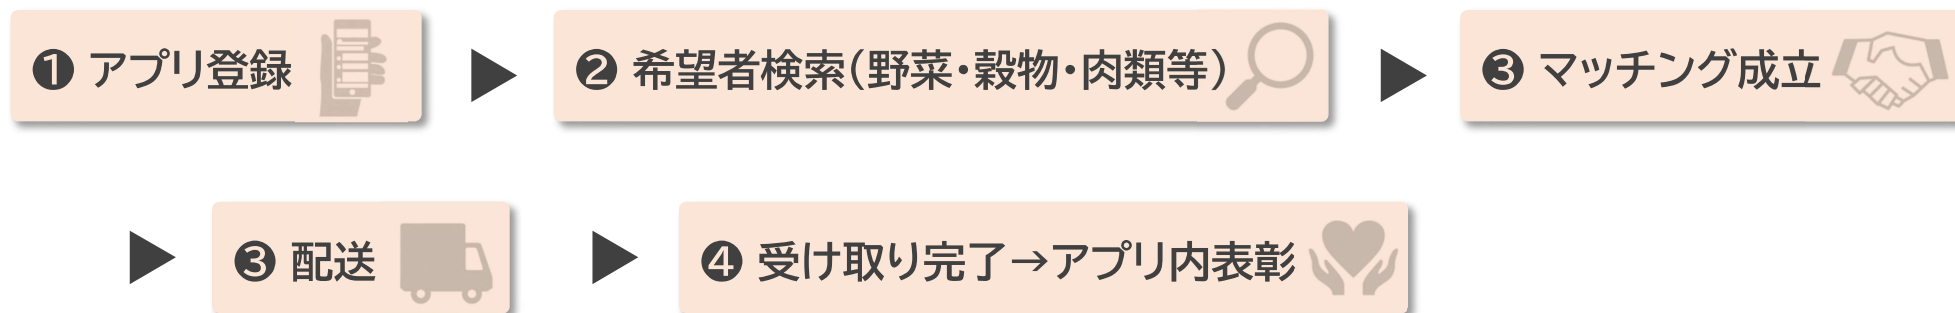 ❶ アプリ登録
❷ 希望者検索（野菜・穀物・肉類等）
❸ マッチング成立
❸ 配送
❹ 受け取り完了→アプリ内表彰